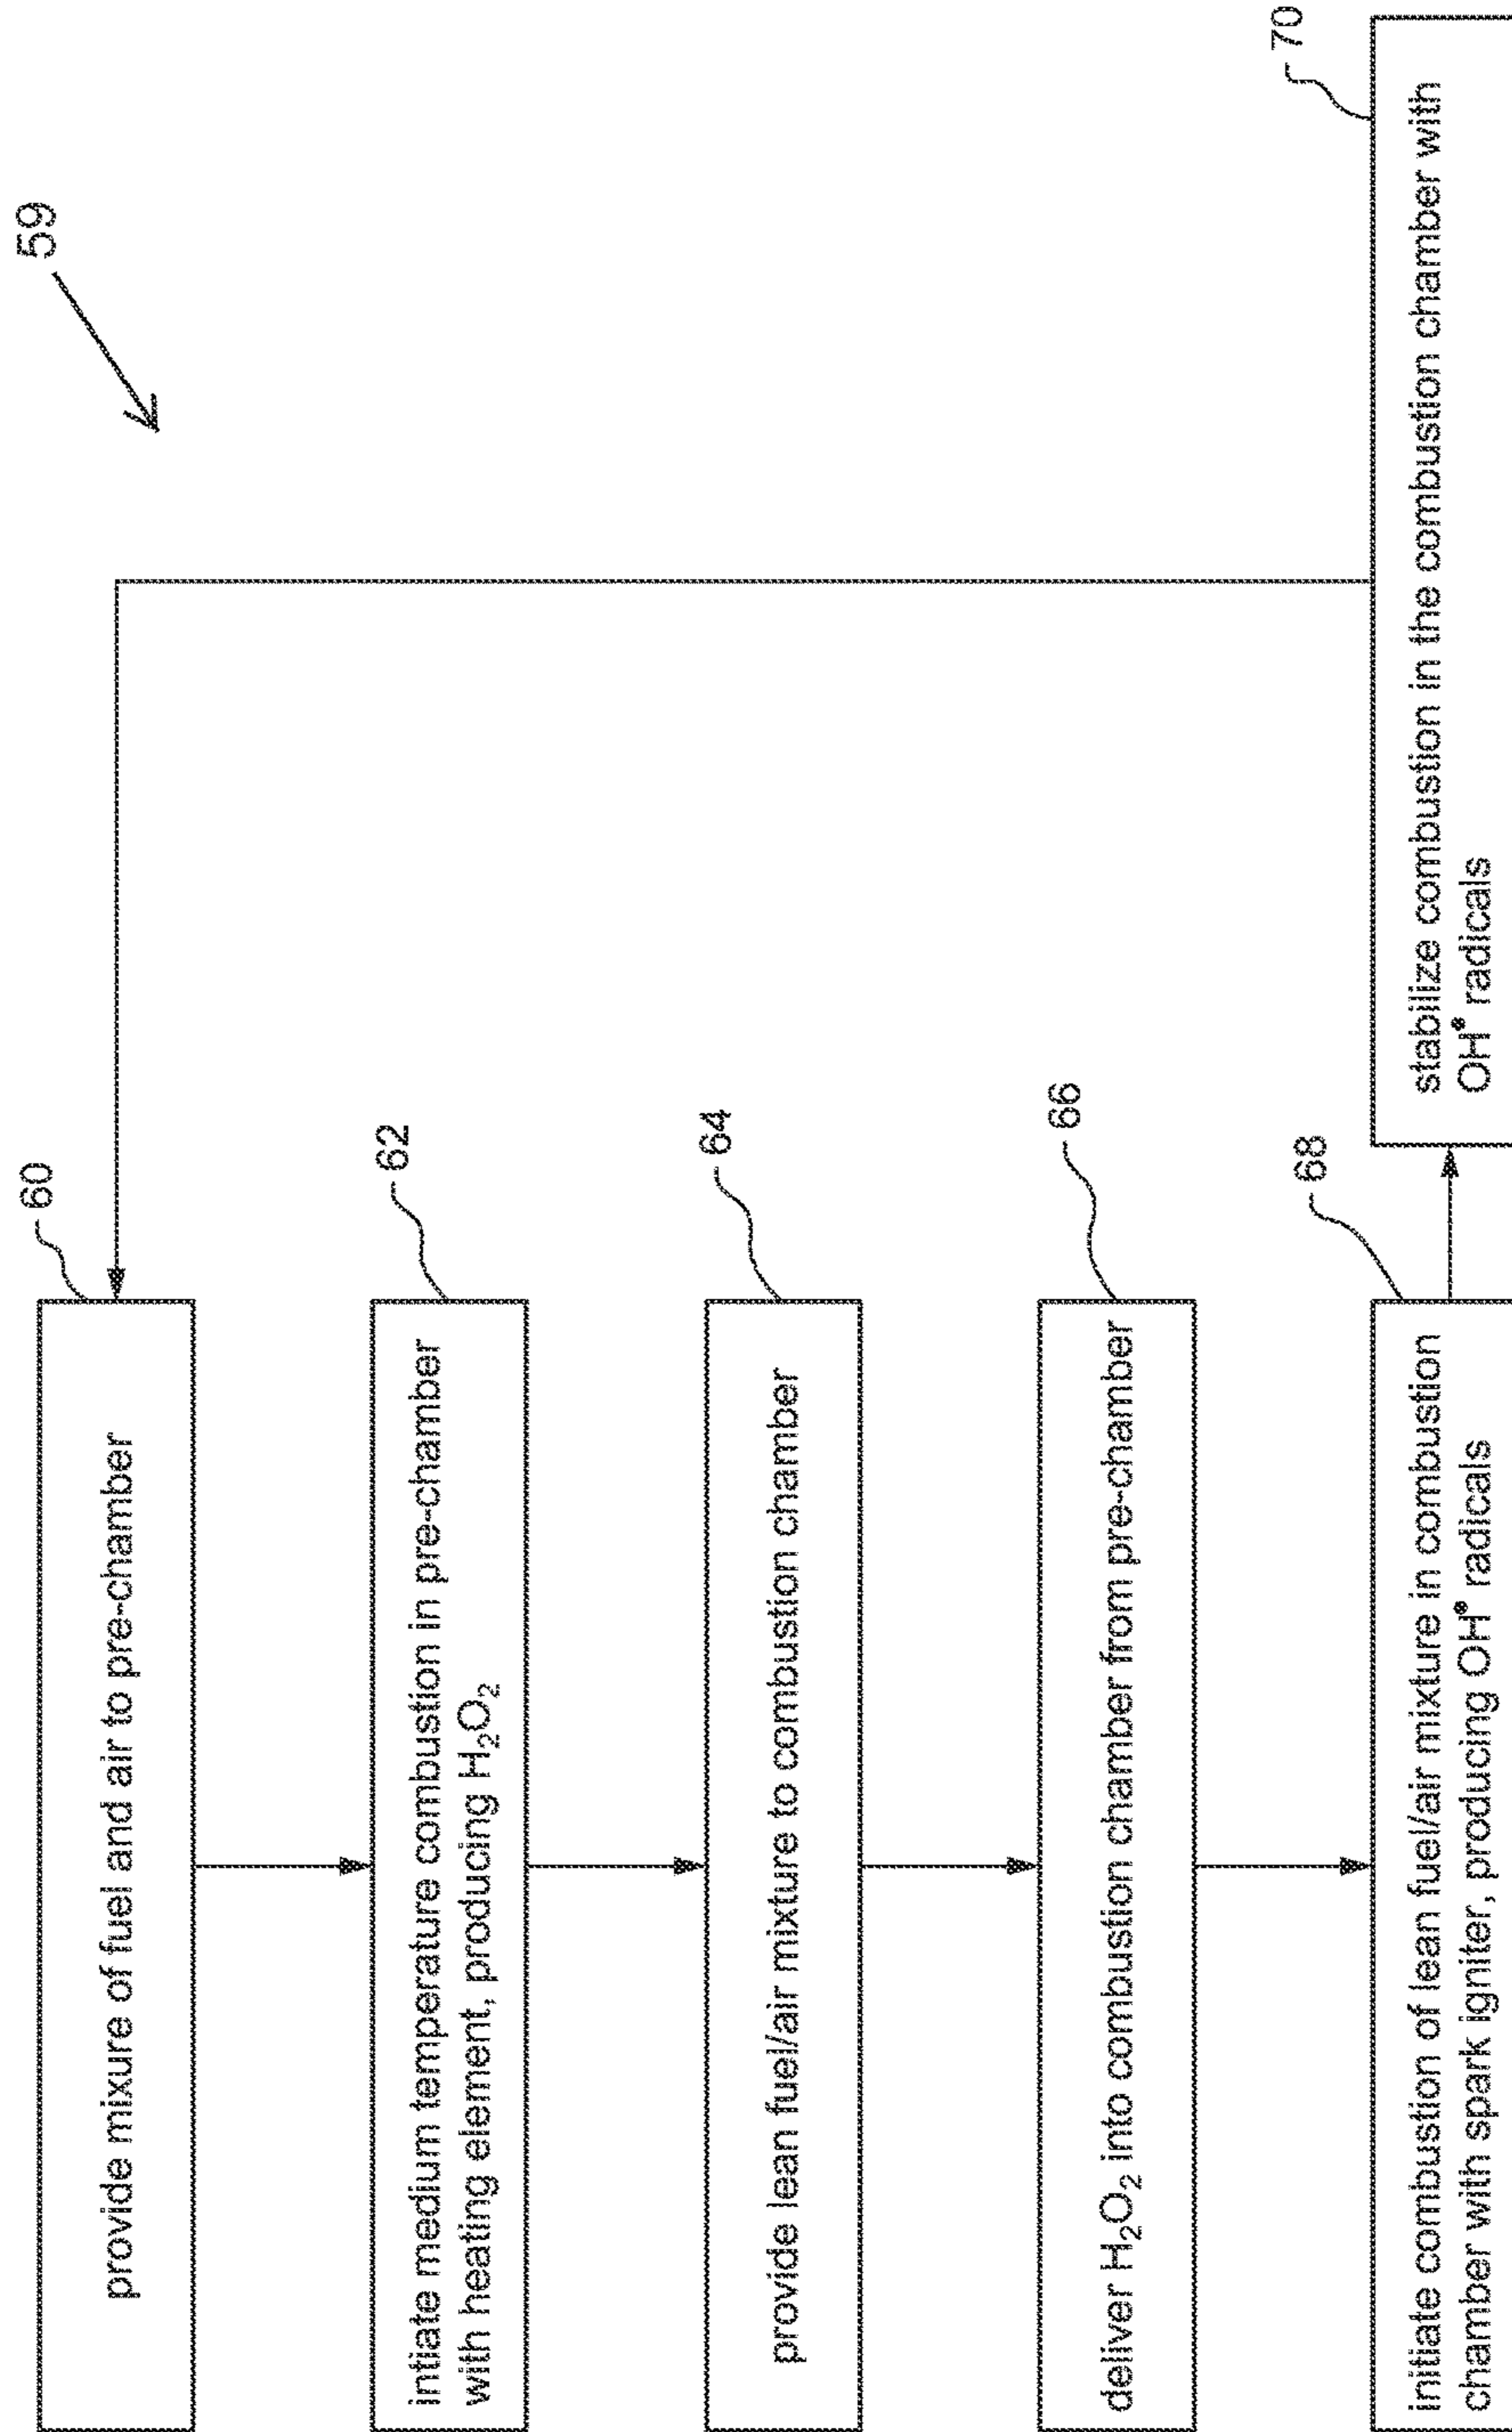 59
60
provide mixure of fuel and air to pre-chamber
62
intiate medium temperature combustion in pre-chamber
with heating element, producing H₂O₂
64
provide lean fuel/air mixture to combustion chamber
66
deliver H₂O₂ into combustion chamber from pre-chamber
68
initiate combustion of lean fuel/air mixture in combustion
chamber with spark igniter, producing OH• radicals
70
stabilize combustion in the combustion chamber with
OH• radicals